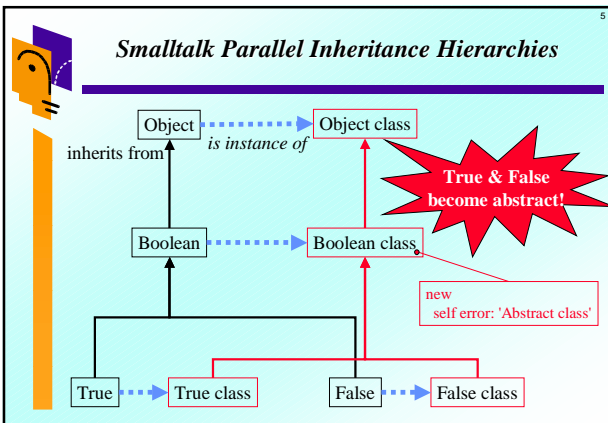 5
Smalltalk Parallel Inheritance Hierarchies
Object
Object class
inherits from
is instance of
True & False
become abstract!
Boolean
Boolean class
new
self error: 'Abstract class'
True
True class
False
False class